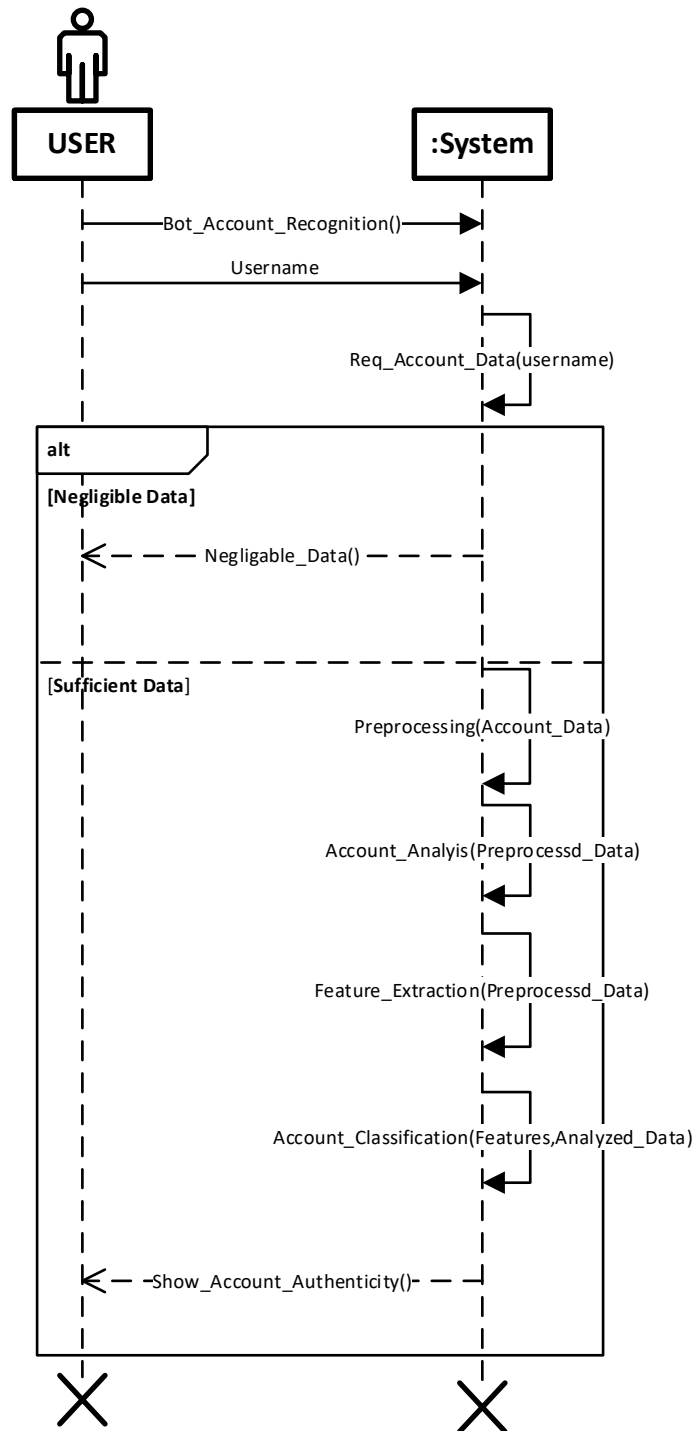 USER
:System
Bot_Account_Recognition()
Username
Req_Account_Data(username)
alt
[Negligible Data]
Negligable_Data()
[Sufficient Data]
Preprocessing(Account_Data)
Account_Analyis(Preprocessd_Data)
Feature_Extraction(Preprocessd_Data)
Account_Classification(Features,Analyzed_Data)
Show_Account_Authenticity()